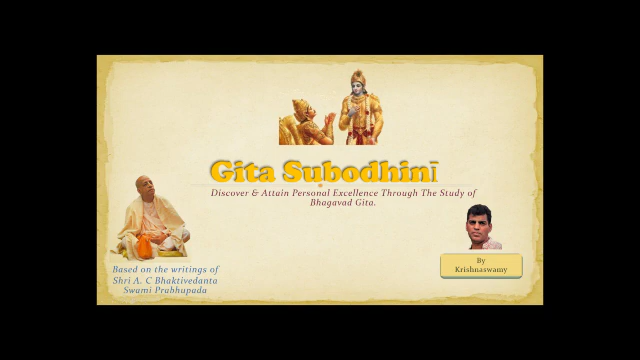 Gita Subodhinī
Discover & Attain Personal Excellence Through The Study of
Bhagavad Gita.
Based on the writings of
Shri A. C Bhaktivedanta
Swami Prabhupada
By
Krishnaswamy